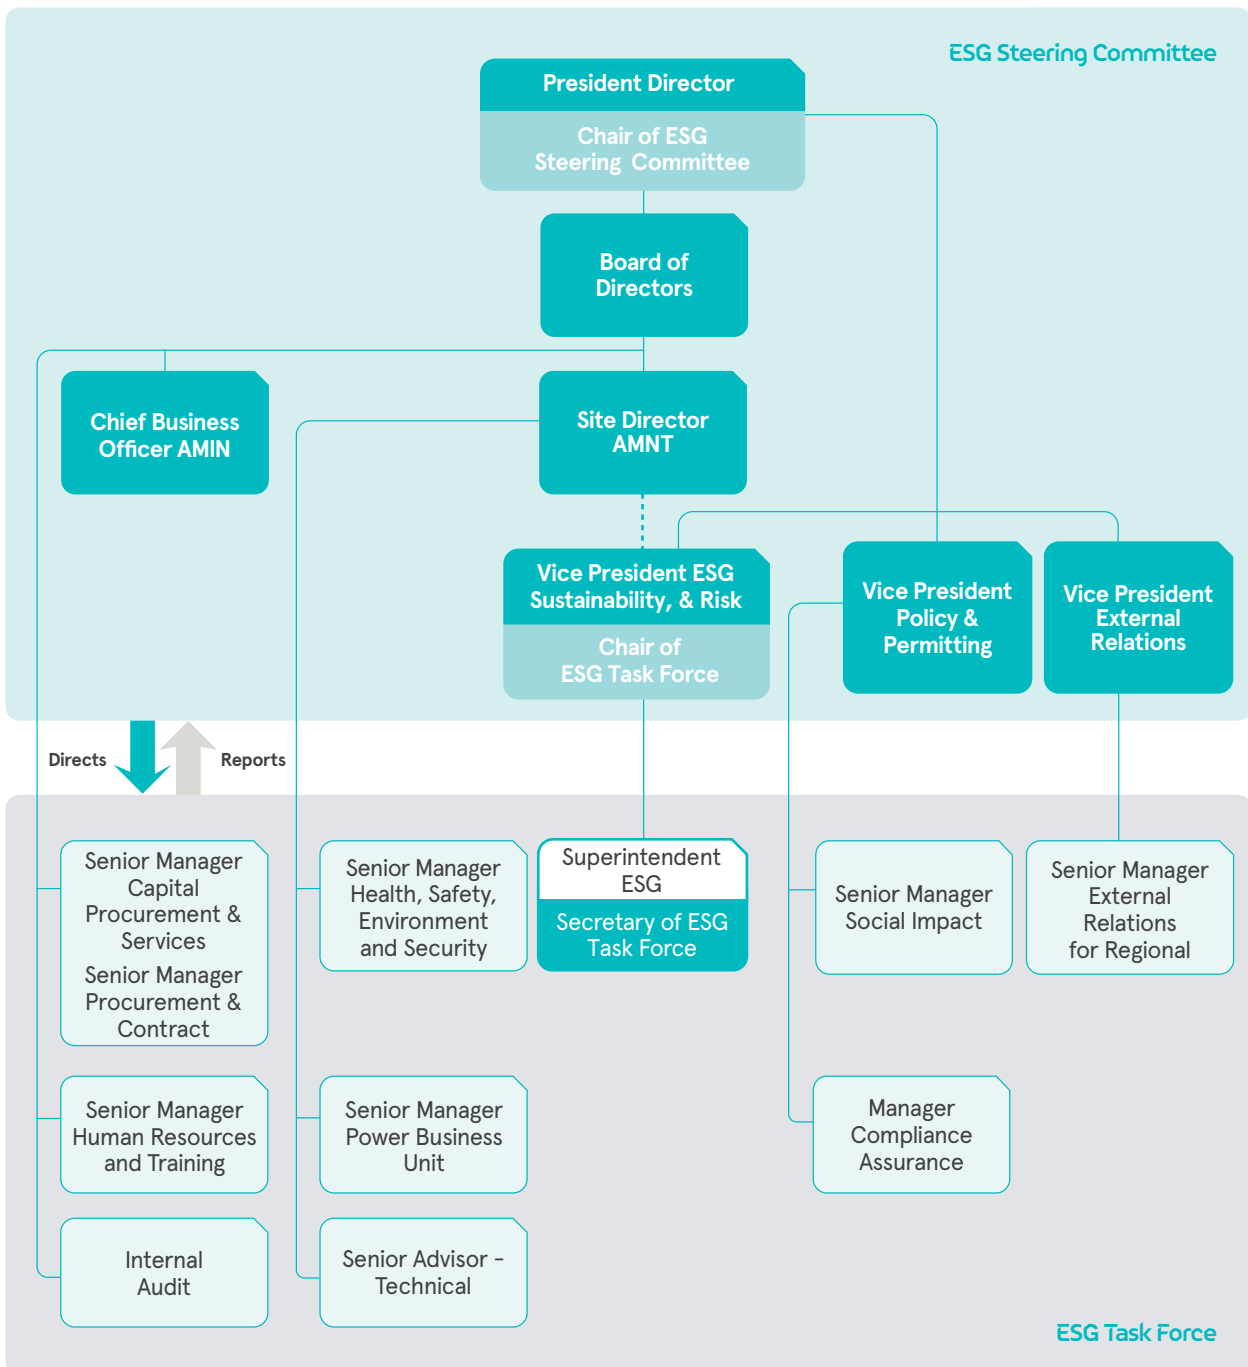 ESG Steering Committee
President Director
Chair of ESG
Steering Committee
Board of
Directors
Chief Business
Officer AMIN
Site Director
AMNT
Vice President ESG
Sustainability, & Risk
Chair of
ESG Task Force
Vice President
Policy &
Permitting
Vice President
External
Relations
Directs
Reports
Senior Manager
Capital
Procurement &
Services
Senior Manager
Procurement &
Contract
Senior Manager
Health, Safety,
Environment
and Security
Superintendent
ESG
Secretary of ESG
Task Force
Senior Manager
Social Impact
Senior Manager
External
Relations
for Regional
Senior Manager
Human Resources
and Training
Senior Manager
Power Business
Unit
Manager
Compliance
Assurance
Internal
Audit
Senior Advisor -
Technical
ESG Task Force